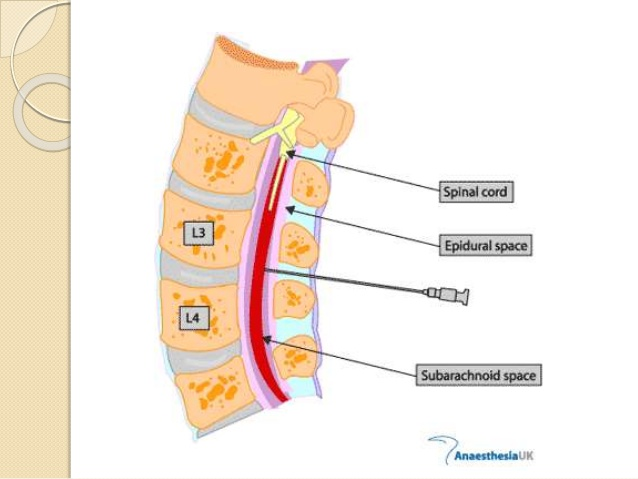 Spinal cord
L3
Epidural space
L4
Subarachnoid space
AnaesthesiaUK